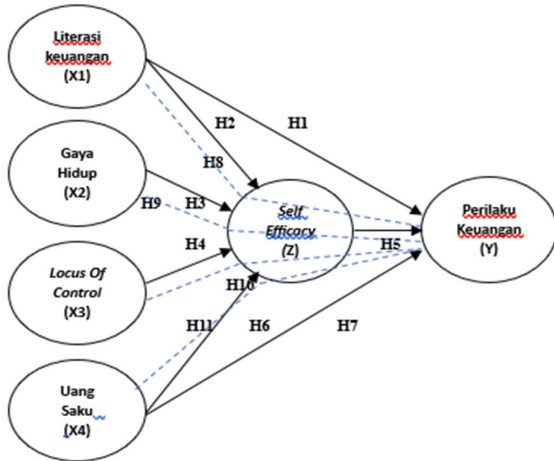 Literasi
keuangan
(X1)
H2
H1
Gaya
Hidup
(X2)
H8
H9
H3
Self
Efficacy
(Z)
Perilaku
Keuangan
(Y)
H4
H5
Locus Of
Control
(X3)
H10
H11
H6
H7
Uang
Saku
(X4)